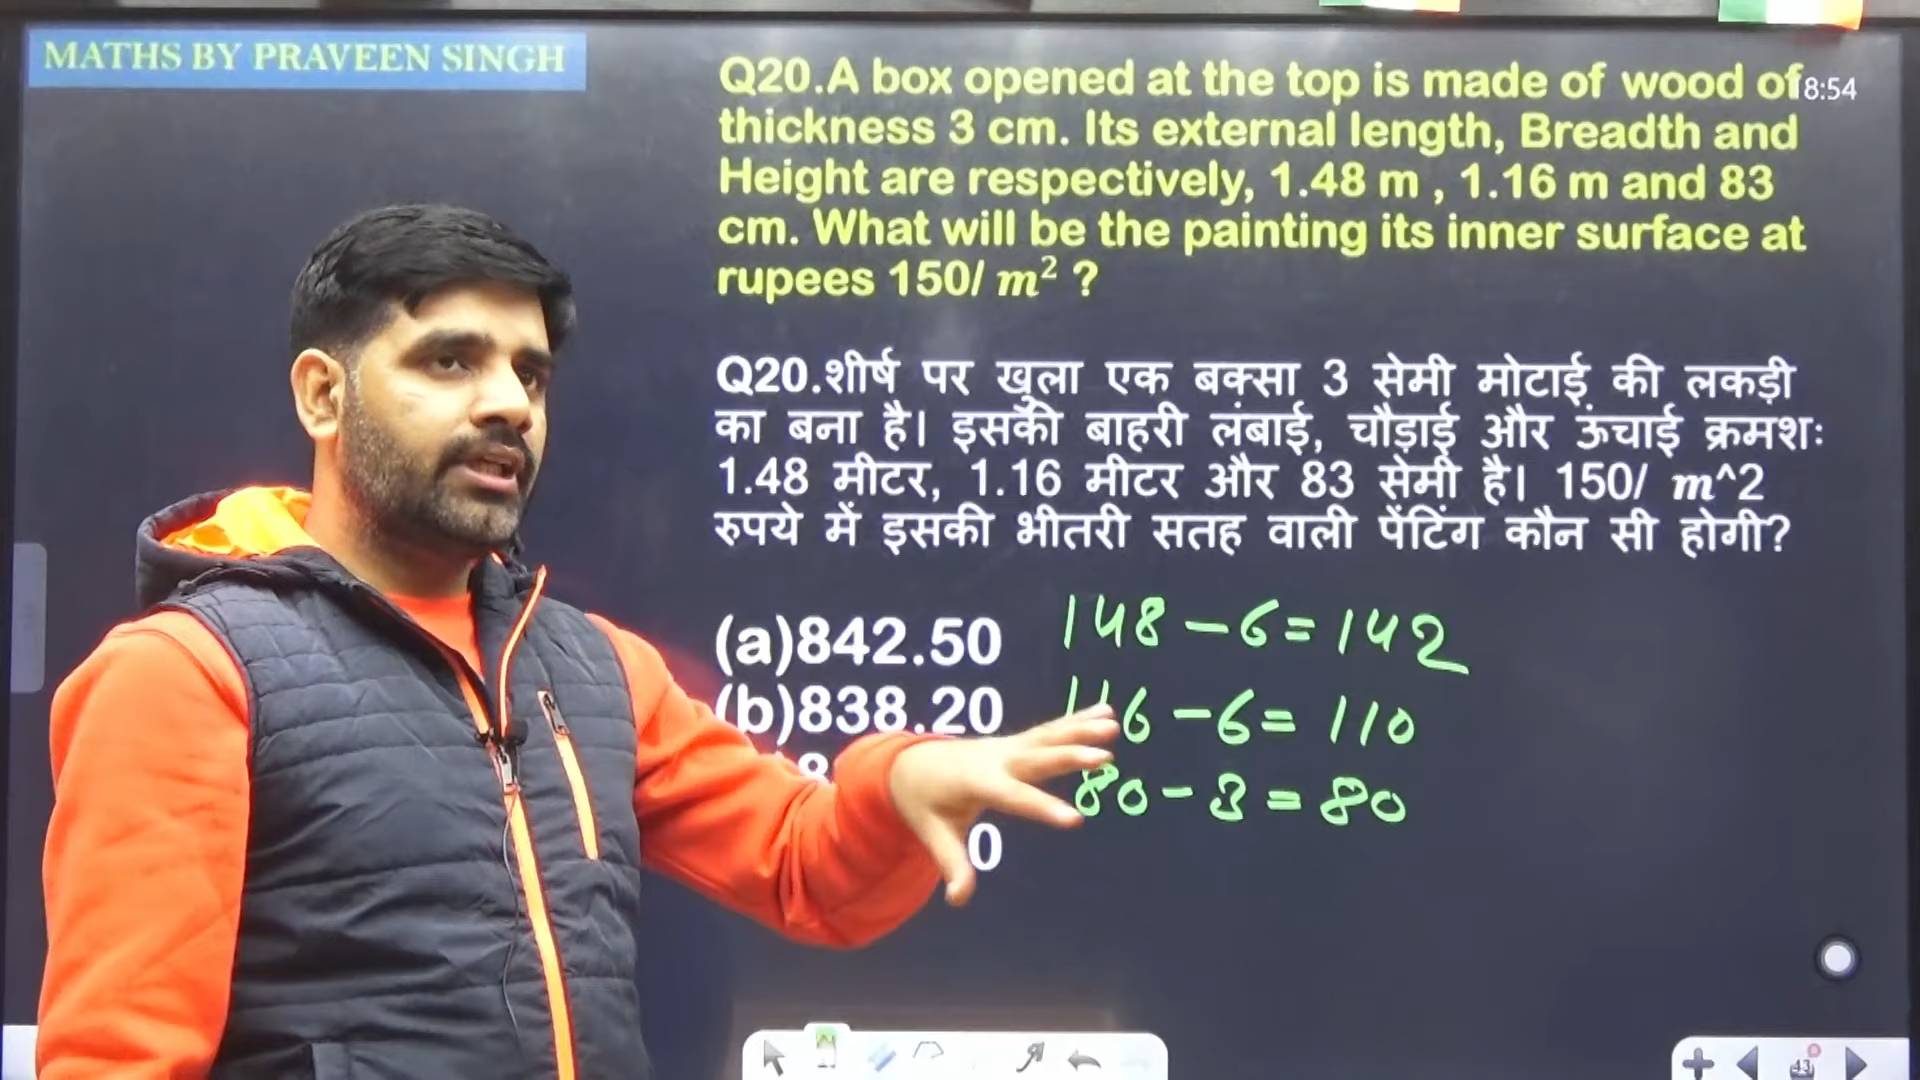 MATHS BY PRAVEEN SINGH
Q20.A box opened at the top is made of wood of
8:54
thickness 3 cm. Its external length, Breadth and
Height are respectively, 1.48 m , 1.16 m and 83
cm. What will be the painting its inner surface at
rupees 150/ m² ?
Q20.शीर्ष पर खुला एक बक्सा 3 सेमी मोटाई की लकड़ी
का बना है। इसकी बाहरी लंबाई, चौड़ाई और ऊंचाई क्रमशः
1.48 मीटर, 1.16 मीटर और 83 सेमी है। 150/ m^2
रुपये में इसकी भीतरी सतह वाली पेंटिंग कौन सी होगी?
(a)842.50
148 - 6 = 142
(b)838.20
116 - 6 = 110
80 - 3 = 80
43